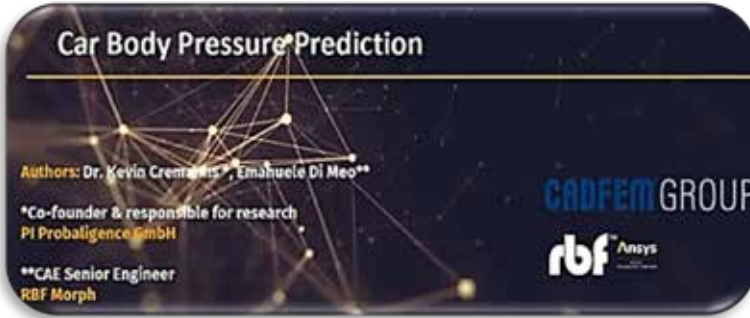 Car Body Pressure Prediction
Authors: Dr. Kevin Cremanns*, Emanuele Di Meo**
*Co-founder & responsible for research
PI Probaligence GmbH
**CAE Senior Engineer
RBF Morph
CADFEM GROUP
rbf™ Ansys